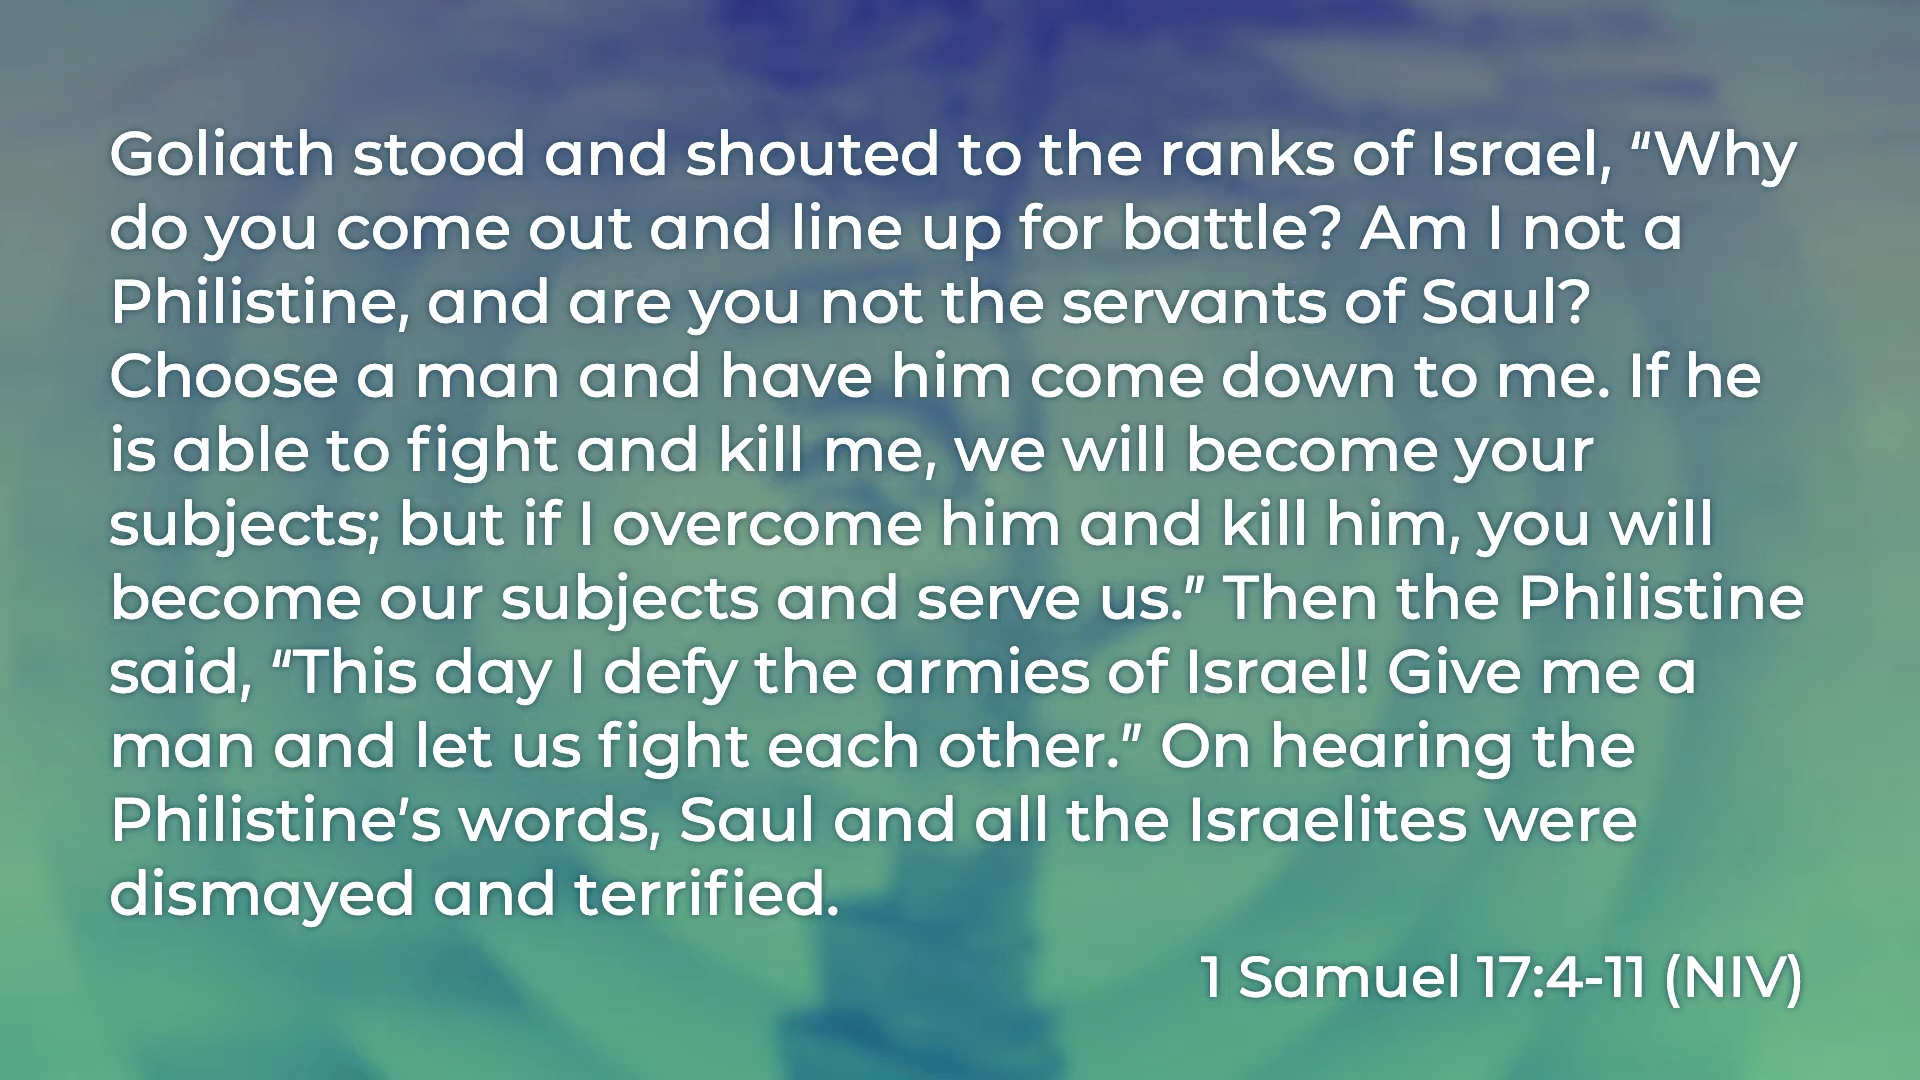 Goliath stood and shouted to the ranks of Israel, “Why
do you come out and line up for battle? Am I not a
Philistine, and are you not the servants of Saul?
Choose a man and have him come down to me. If he
is able to fight and kill me, we will become your
subjects; but if I overcome him and kill him, you will
become our subjects and serve us.” Then the Philistine
said, “This day I defy the armies of Israel! Give me a
man and let us fight each other.” On hearing the
Philistine’s words, Saul and all the Israelites were
dismayed and terrified.
1 Samuel 17:4-11 (NIV)